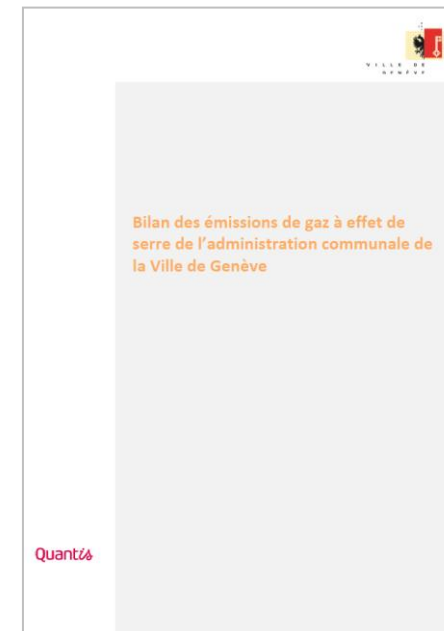 VILLE DE
GENÈVE
Bilan des émissions de gaz à effet de
serre de l'administration communale de
la Ville de Genève
Quantis